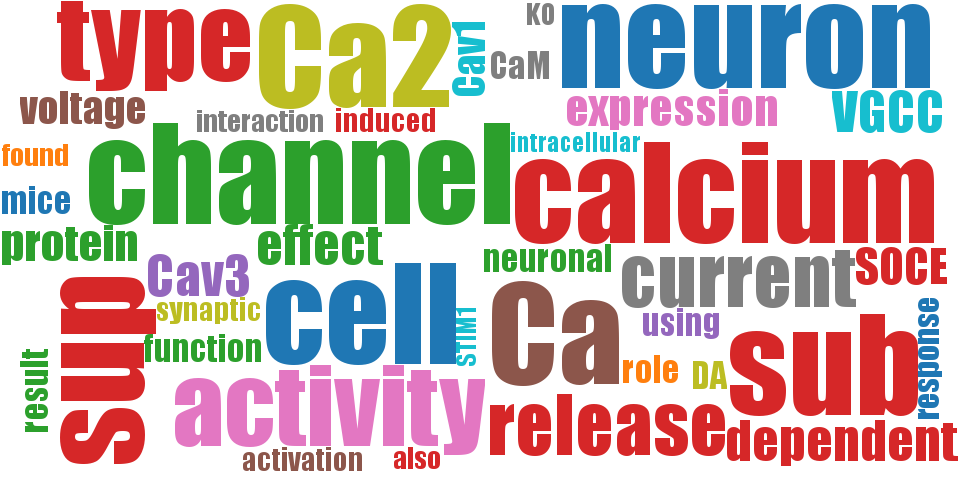 type
Ca2
Cav1
KO
CaM
neuron
voltage
interaction
induced
expression
VGCC
found
channel
intracellular
calcium
mice
protein
effect
neuronal
current
SOCE
Cav3
synaptic
cell
Ca
using
response
sup
function
STIM1
sub
result
activity
role
DA
release
dependent
activation
also